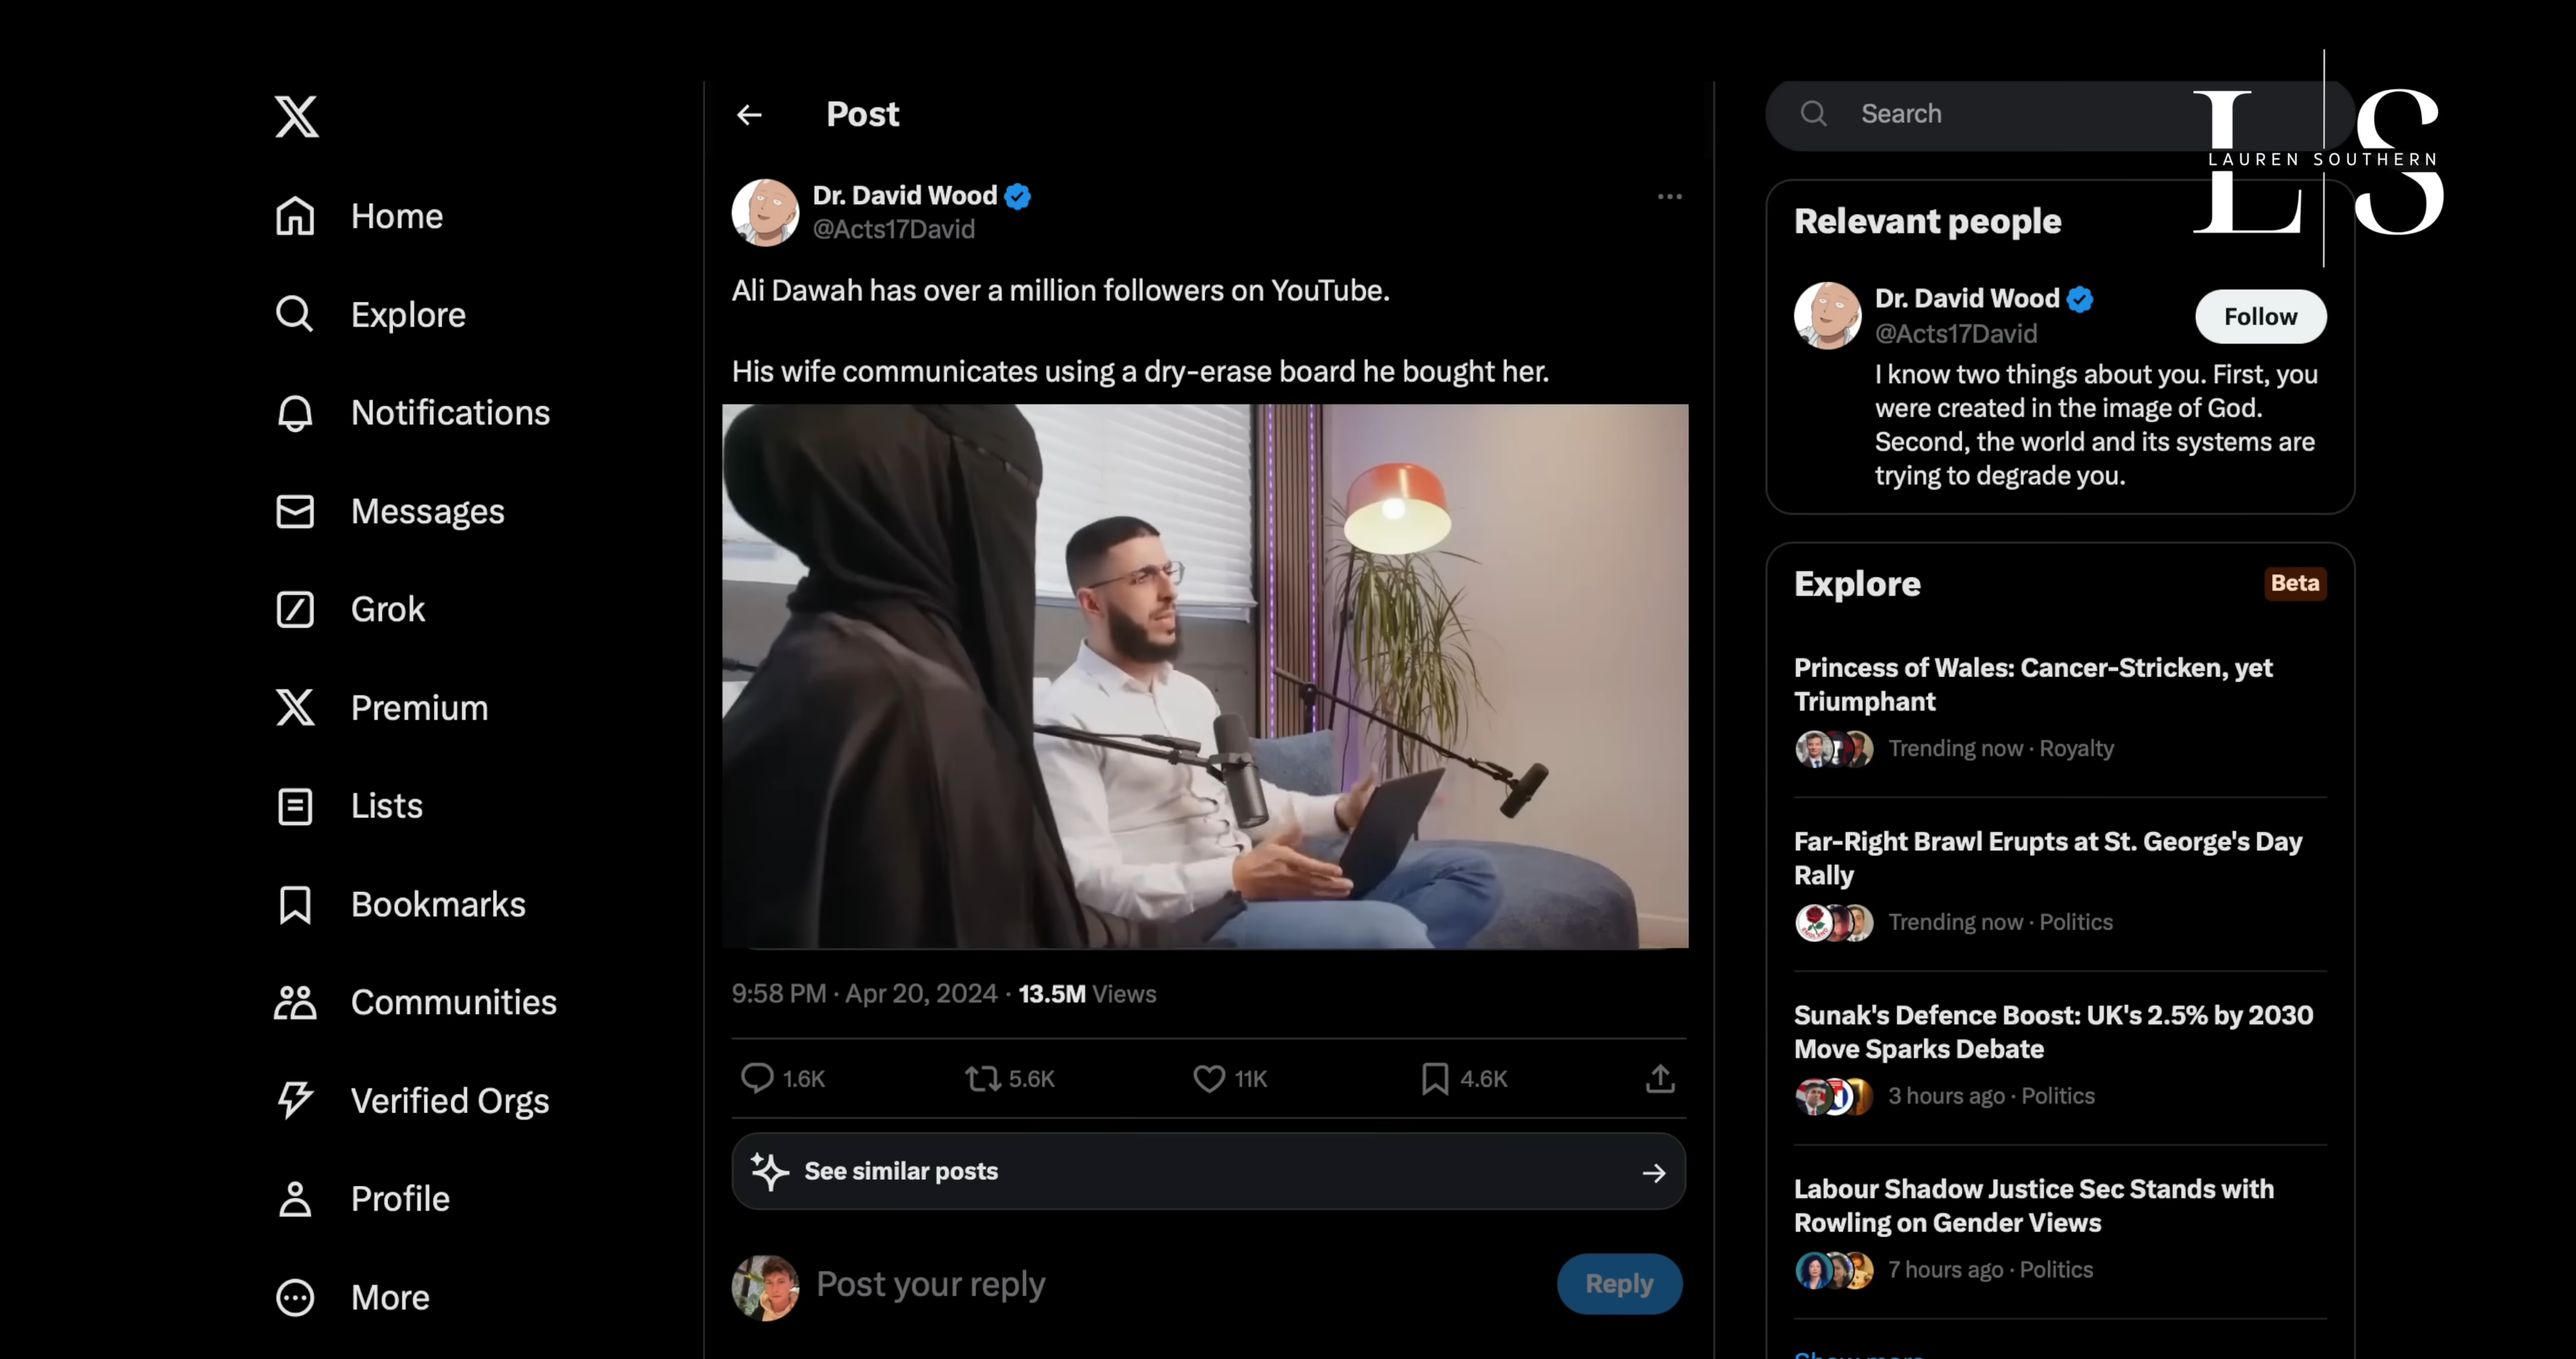 Home
Explore
Notifications
Messages
Grok
Premium
Lists
Bookmarks
Communities
Verified Orgs
Profile
More
Post
Dr. David Wood
@Acts17David
Ali Dawah has over a million followers on YouTube.
His wife communicates using a dry-erase board he bought her.
9:58 PM · Apr 20, 2024 · 13.5M Views
1.6K
5.6K
11K
4.6K
See similar posts
Post your reply
Reply
Search
LS
LAUREN SOUTHERN
Relevant people
Dr. David Wood
@Acts17David
Follow
I know two things about you. First, you
were created in the image of God.
Second, the world and its systems are
trying to degrade you.
Explore
Beta
Princess of Wales: Cancer-Stricken, yet
Triumphant
Trending now · Royalty
Far-Right Brawl Erupts at St. George's Day
Rally
Trending now · Politics
Sunak's Defence Boost: UK's 2.5% by 2030
Move Sparks Debate
3 hours ago · Politics
Labour Shadow Justice Sec Stands with
Rowling on Gender Views
7 hours ago · Politics